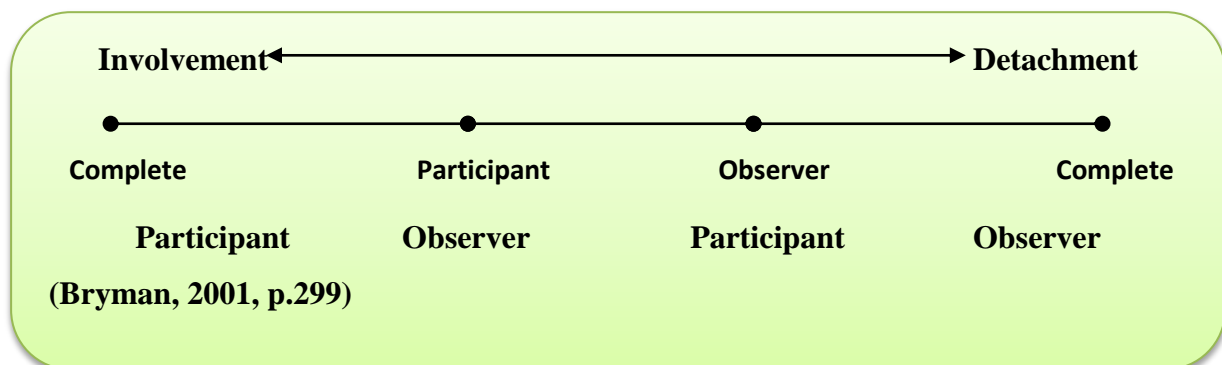 Involvement Detachment
Complete Participant Observer Complete
Participant Observer Participant Observer
(Bryman, 2001, p.299)